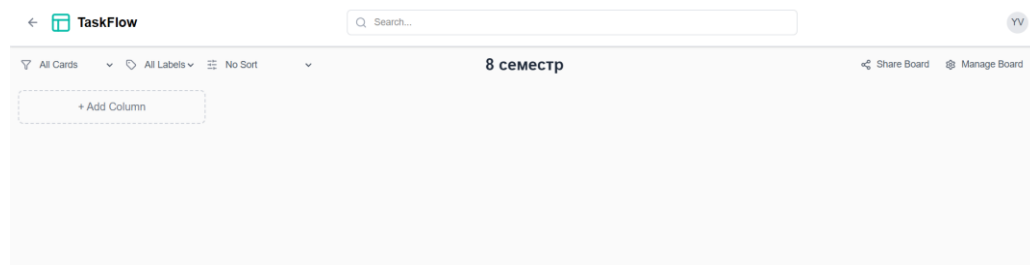 TaskFlow
Search...
YV
All Cards
All Labels
No Sort
8 семестр
Share Board
Manage Board
+ Add Column